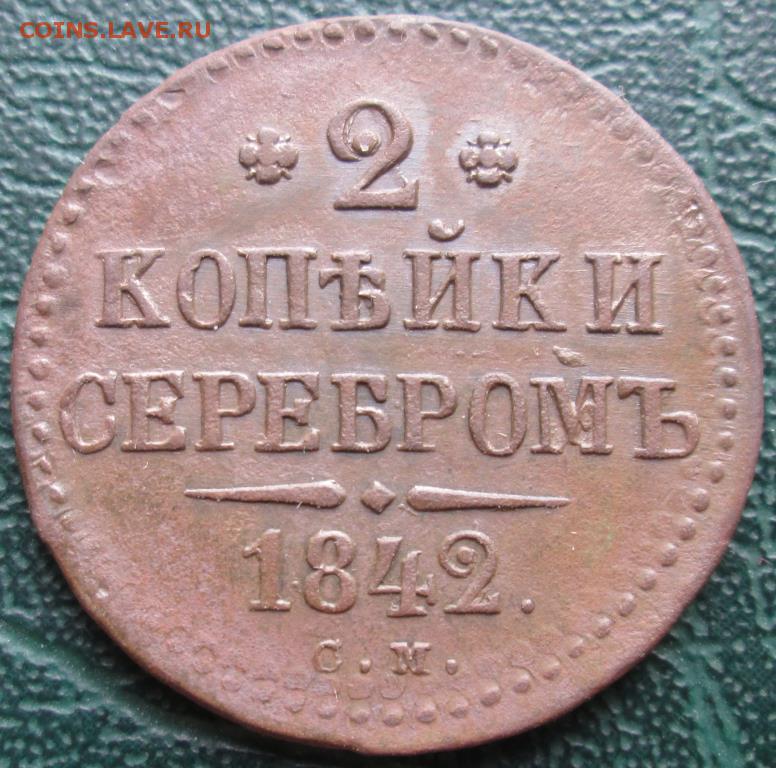 COINS.LAVE.RU
2
КОПѢЙКИ
СЕРЕБРОМЪ
1842.
С.М.